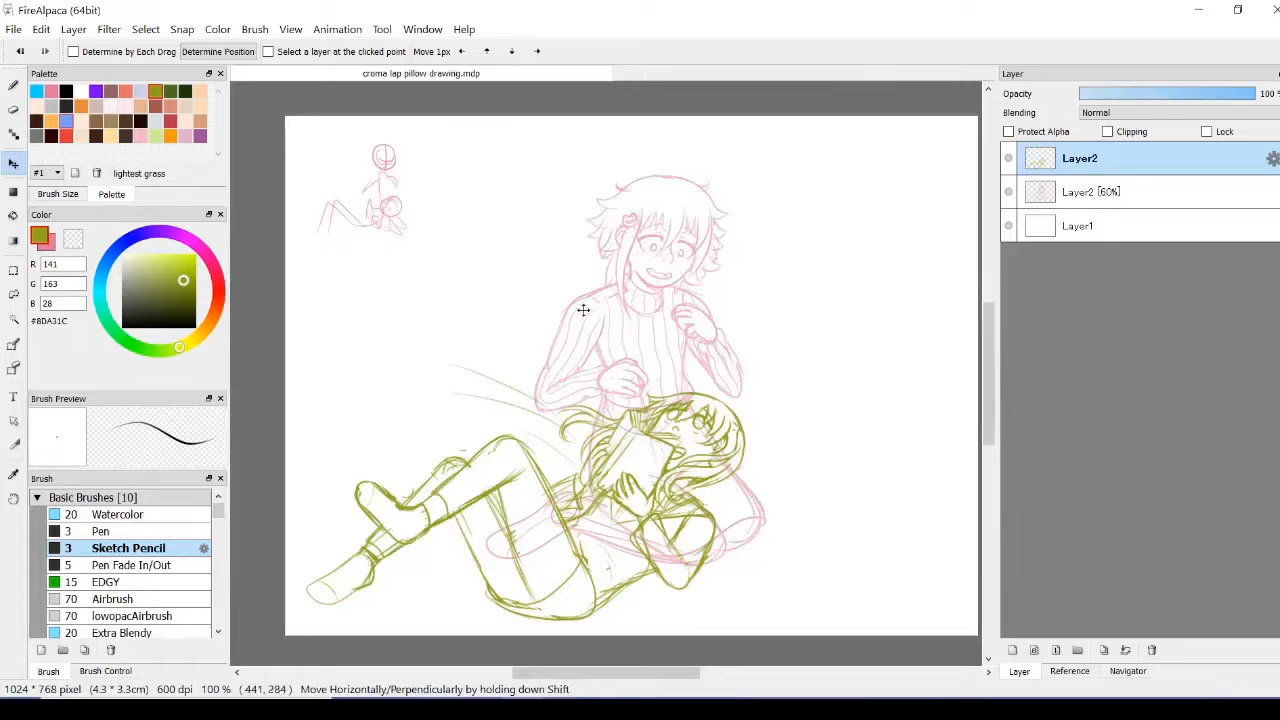 FireAlpaca (64bit)
File Edit Layer Filter Select Snap Color Brush View Animation Tool Window Help
Determine by Each Drag Determine Position Select a layer at the clicked point Move 1px
Palette
croma lap pillow drawing.mdp
Layer
Opacity 100 %
Blending Normal
Protect Alpha Clipping Lock
Layer2
#1 lightest grass
Layer2 [60%]
Brush Size Palette
Color
Layer1
R 141
G 163
B 28
#8DA31C
Brush Preview
Brush
Basic Brushes [10]
20 Watercolor
3 Pen
3 Sketch Pencil
5 Pen Fade In/Out
15 EDGY
70 Airbrush
70 lowopacAirbrush
20 Extra Blendy
Brush Brush Control
Layer Reference Navigator
1024 * 768 pixel (4.3 * 3.3cm) 600 dpi 100 % ( 441, 284 ) Move Horizontally/Perpendicularly by holding down Shift